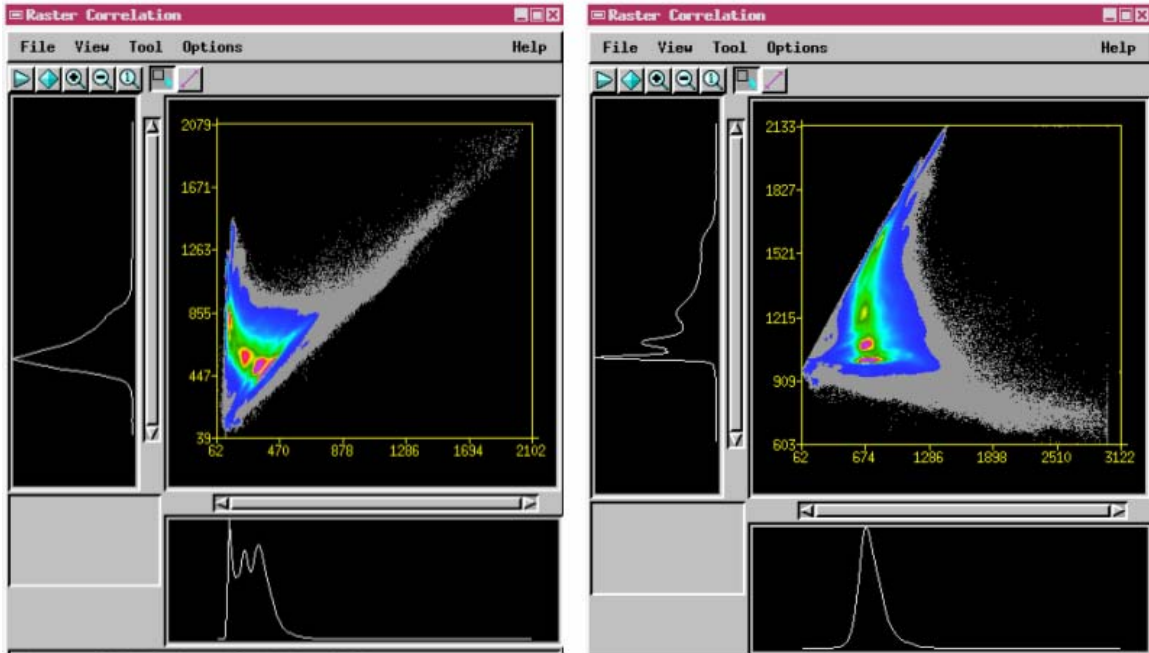 Raster Correlation
File View Tool Options Help
2079
1671
1263
855
447
39
62 470 878 1286 1694 2102
Raster Correlation
File View Tool Options Help
2133
1827
1521
1215
909
603
62 674 1286 1898 2510 3122